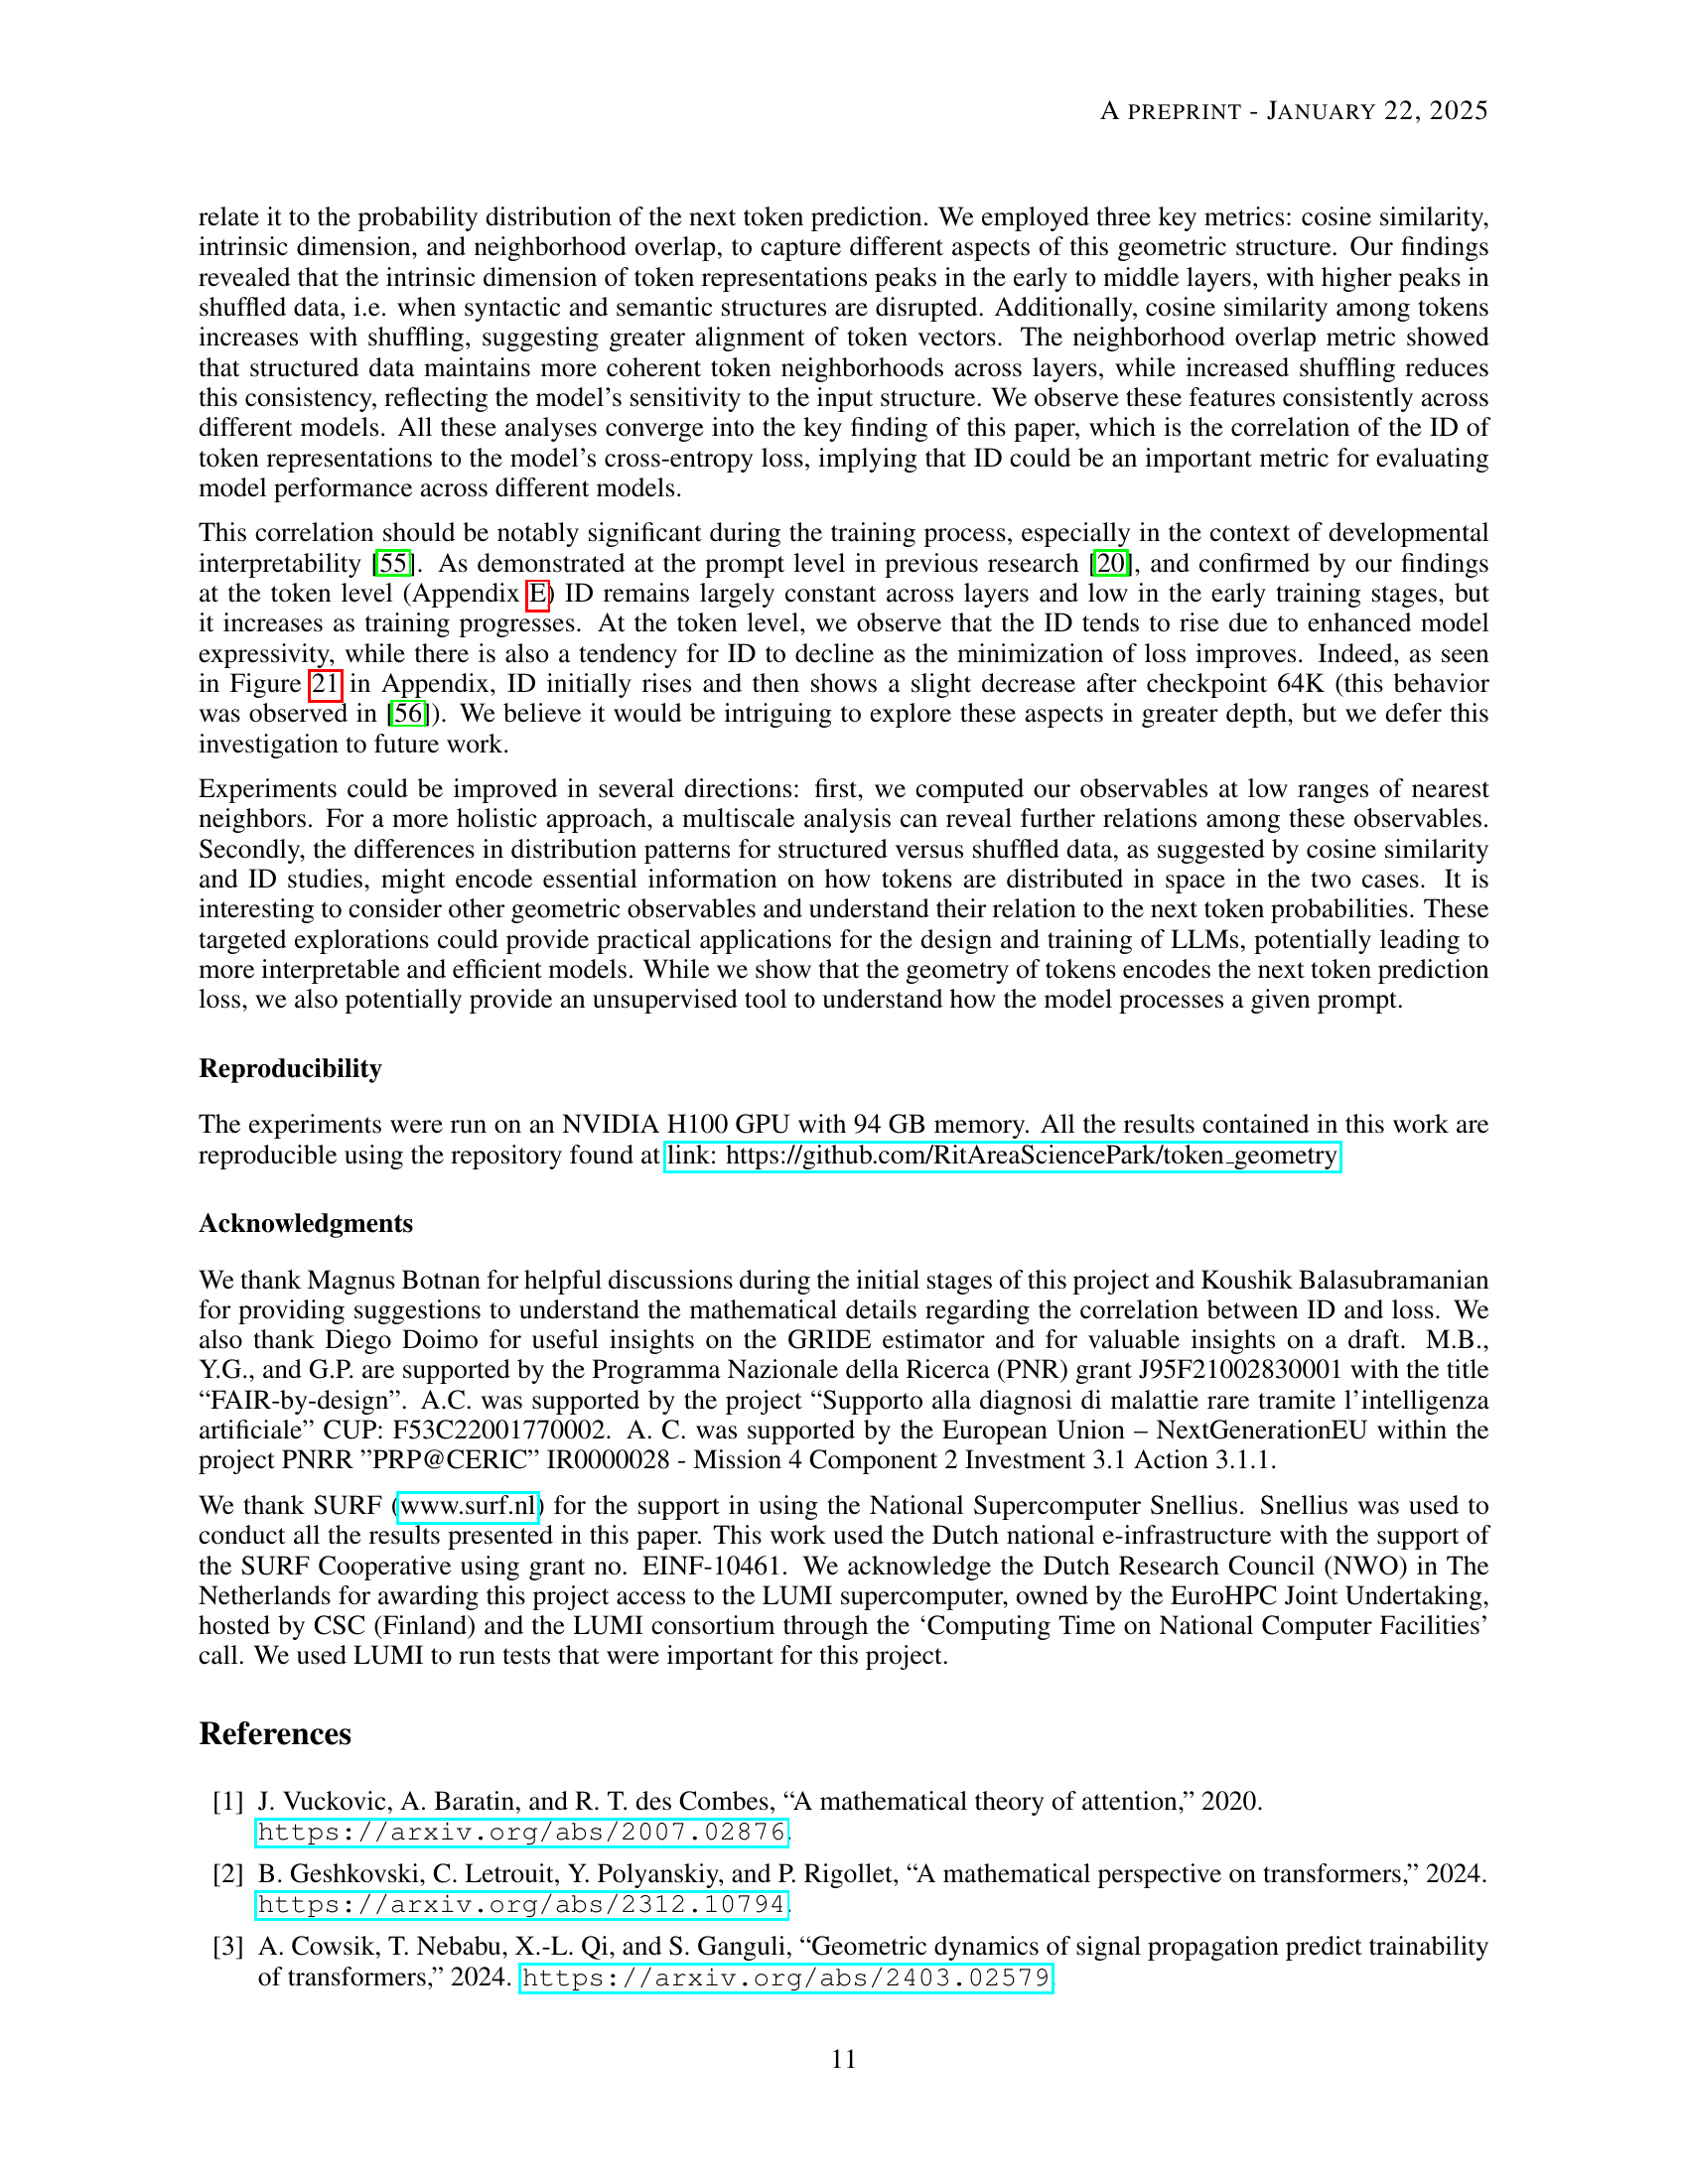 A PREPRINT - JANUARY 22, 2025
relate it to the probability distribution of the next token prediction. We employed three key metrics: cosine similarity,
intrinsic dimension, and neighborhood overlap, to capture different aspects of this geometric structure. Our findings
revealed that the intrinsic dimension of token representations peaks in the early to middle layers, with higher peaks in
shuffled data, i.e. when syntactic and semantic structures are disrupted. Additionally, cosine similarity among tokens
increases with shuffling, suggesting greater alignment of token vectors. The neighborhood overlap metric showed
that structured data maintains more coherent token neighborhoods across layers, while increased shuffling reduces
this consistency, reflecting the model's sensitivity to the input structure. We observe these features consistently across
different models. All these analyses converge into the key finding of this paper, which is the correlation of the ID of
token representations to the model's cross-entropy loss, implying that ID could be an important metric for evaluating
model performance across different models.
This correlation should be notably significant during the training process, especially in the context of developmental
interpretability [55]. As demonstrated at the prompt level in previous research [20], and confirmed by our findings
at the token level (Appendix E) ID remains largely constant across layers and low in the early training stages, but
it increases as training progresses. At the token level, we observe that the ID tends to rise due to enhanced model
expressivity, while there is also a tendency for ID to decline as the minimization of loss improves. Indeed, as seen
in Figure 21 in Appendix, ID initially rises and then shows a slight decrease after checkpoint 64K (this behavior
was observed in [56]). We believe it would be intriguing to explore these aspects in greater depth, but we defer this
investigation to future work.
Experiments could be improved in several directions: first, we computed our observables at low ranges of nearest
neighbors. For a more holistic approach, a multiscale analysis can reveal further relations among these observables.
Secondly, the differences in distribution patterns for structured versus shuffled data, as suggested by cosine similarity
and ID studies, might encode essential information on how tokens are distributed in space in the two cases. It is
interesting to consider other geometric observables and understand their relation to the next token probabilities. These
targeted explorations could provide practical applications for the design and training of LLMs, potentially leading to
more interpretable and efficient models. While we show that the geometry of tokens encodes the next token prediction
loss, we also potentially provide an unsupervised tool to understand how the model processes a given prompt.
Reproducibility
The experiments were run on an NVIDIA H100 GPU with 94 GB memory. All the results contained in this work are
reproducible using the repository found at link: https://github.com/RitAreaSciencePark/token_geometry
Acknowledgments
We thank Magnus Botnan for helpful discussions during the initial stages of this project and Koushik Balasubramanian
for providing suggestions to understand the mathematical details regarding the correlation between ID and loss. We
also thank Diego Doimo for useful insights on the GRIDE estimator and for valuable insights on a draft. M.B.,
Y.G., and G.P. are supported by the Programma Nazionale della Ricerca (PNR) grant J95F21002830001 with the title
“FAIR-by-design”. A.C. was supported by the project “Supporto alla diagnosi di malattie rare tramite l'intelligenza
artificiale” CUP: F53C22001770002. A. C. was supported by the European Union – NextGenerationEU within the
project PNRR ”PRP@CERIC” IR0000028 - Mission 4 Component 2 Investment 3.1 Action 3.1.1.
We thank SURF (www.surf.nl) for the support in using the National Supercomputer Snellius. Snellius was used to
conduct all the results presented in this paper. This work used the Dutch national e-infrastructure with the support of
the SURF Cooperative using grant no. EINF-10461. We acknowledge the Dutch Research Council (NWO) in The
Netherlands for awarding this project access to the LUMI supercomputer, owned by the EuroHPC Joint Undertaking,
hosted by CSC (Finland) and the LUMI consortium through the ‘Computing Time on National Computer Facilities’
call. We used LUMI to run tests that were important for this project.
References
[1] J. Vuckovic, A. Baratin, and R. T. des Combes, “A mathematical theory of attention,” 2020.
https://arxiv.org/abs/2007.02876.
[2] B. Geshkovski, C. Letrouit, Y. Polyanskiy, and P. Rigollet, “A mathematical perspective on transformers,” 2024.
https://arxiv.org/abs/2312.10794.
[3] A. Cowsik, T. Nebabu, X.-L. Qi, and S. Ganguli, “Geometric dynamics of signal propagation predict trainability
of transformers,” 2024. https://arxiv.org/abs/2403.02579.
11